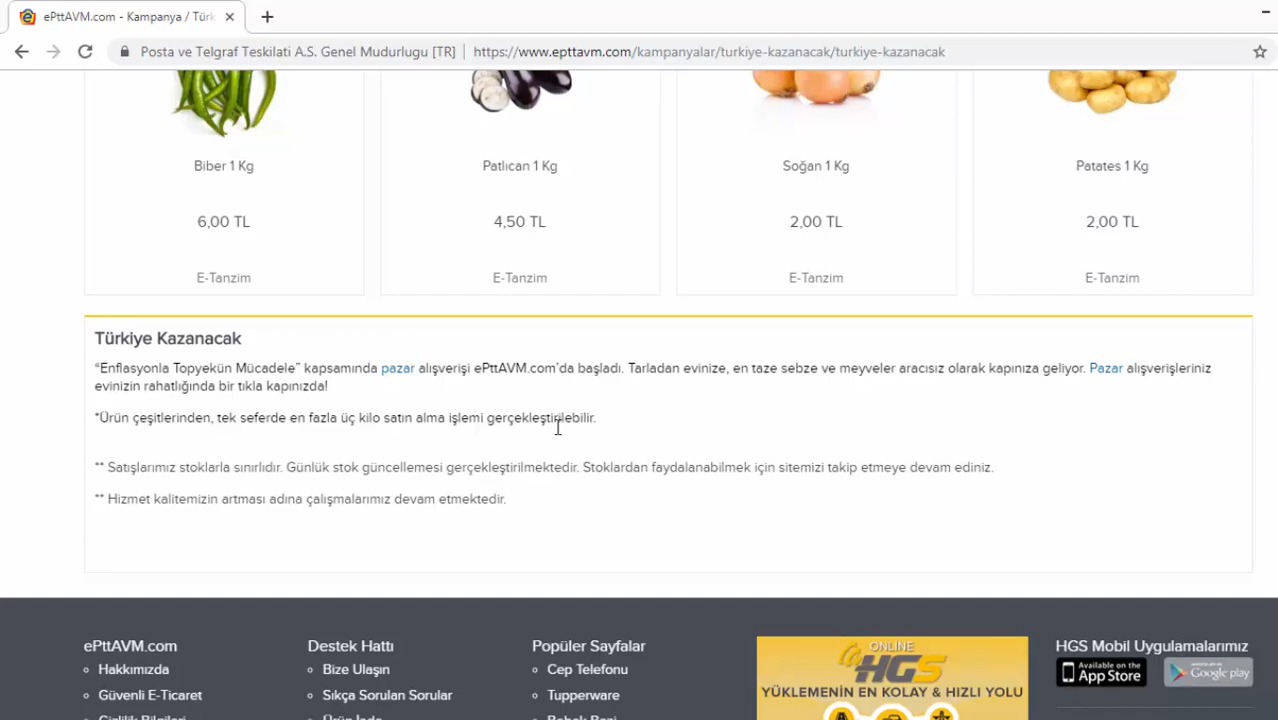 ePttAVM.com - Kampanya / Türk
Posta ve Telgraf Teskilati A.S. Genel Mudurlugu [TR] https://www.epttavm.com/kampanyalar/turkiye-kazanacak/turkiye-kazanacak
Biber 1 Kg Patlıcan 1 Kg Soğan 1 Kg Patates 1 Kg
6,00 TL 4,50 TL 2,00 TL 2,00 TL
E-Tanzim E-Tanzim E-Tanzim E-Tanzim
Türkiye Kazanacak
“Enflasyonla Topyekün Mücadele” kapsamında pazar alışverişi ePttAVM.com’da başladı. Tarladan evinize, en taze sebze ve meyveler aracısız olarak kapınıza geliyor. Pazar alışverişleriniz
evinizin rahatlığında bir tıkla kapınızda!
*Ürün çeşitlerinden, tek seferde en fazla üç kilo satın alma işlemi gerçekleştirilebilir.
** Satışlarımız stoklarla sınırlıdır. Günlük stok güncellemesi gerçekleştirilmektedir. Stoklardan faydalanabilmek için sitemizi takip etmeye devam ediniz.
** Hizmet kalitemizin artması adına çalışmalarımız devam etmektedir.
ePttAVM.com Destek Hattı Popüler Sayfalar ONLINE HGS Mobil Uygulamalarımız
Hakkımızda Bize Ulaşın Cep Telefonu HGS Available on the App Store Google play
Güvenli E-Ticaret Sıkça Sorulan Sorular Tupperware YÜKLEMENİN EN KOLAY & HIZLI YOLU
Gizlilik Bilgileri Ürün İade Bebek Bezi